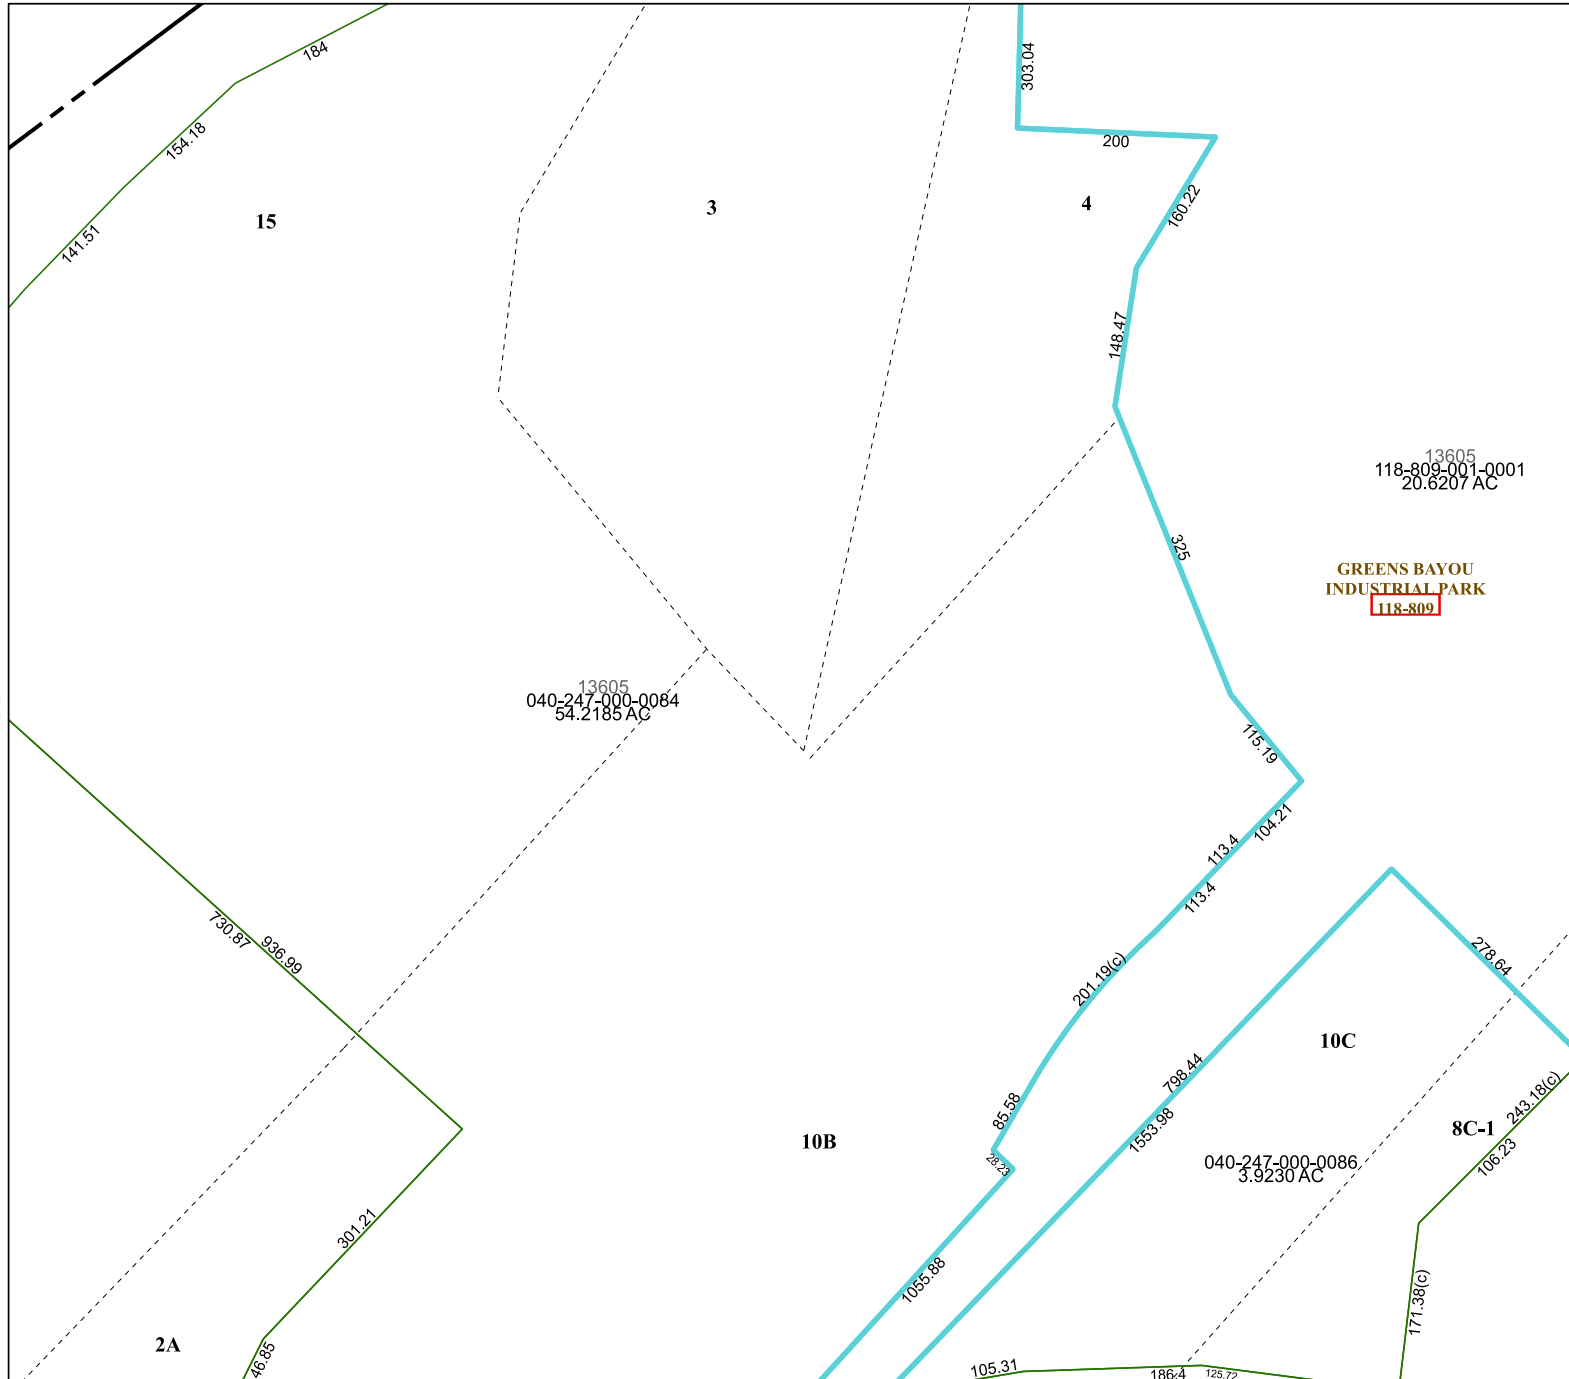 184
303.04
154.18
200
160.22
3
4
15
141.51
148.47
13605
118-809-001-0001
20.6207 AC
325
GREENS BAYOU
INDUSTRIAL PARK
118-809
13605
040-247-000-0084
54.2185 AC
115.19
104.21
113.4
113.4
730.87
936.99
278.64
201.19(c)
10C
798.44
85.58
1553.98
243.18(c)
8C-1
10B
28.23
106.23
040-247-000-0086
3.9230 AC
301.21
1055.88
171.38(c)
2A
46.85
105.31
186.4
125.72